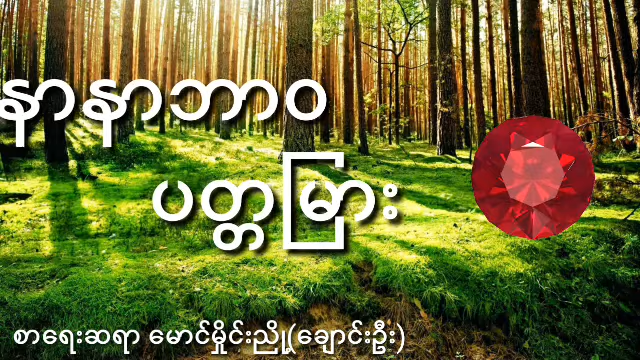 နာနာဘာဝ
ပတ္တမြား
စာရေးဆရာ မောင်မှိုင်းညို့(ချောင်းဦး)